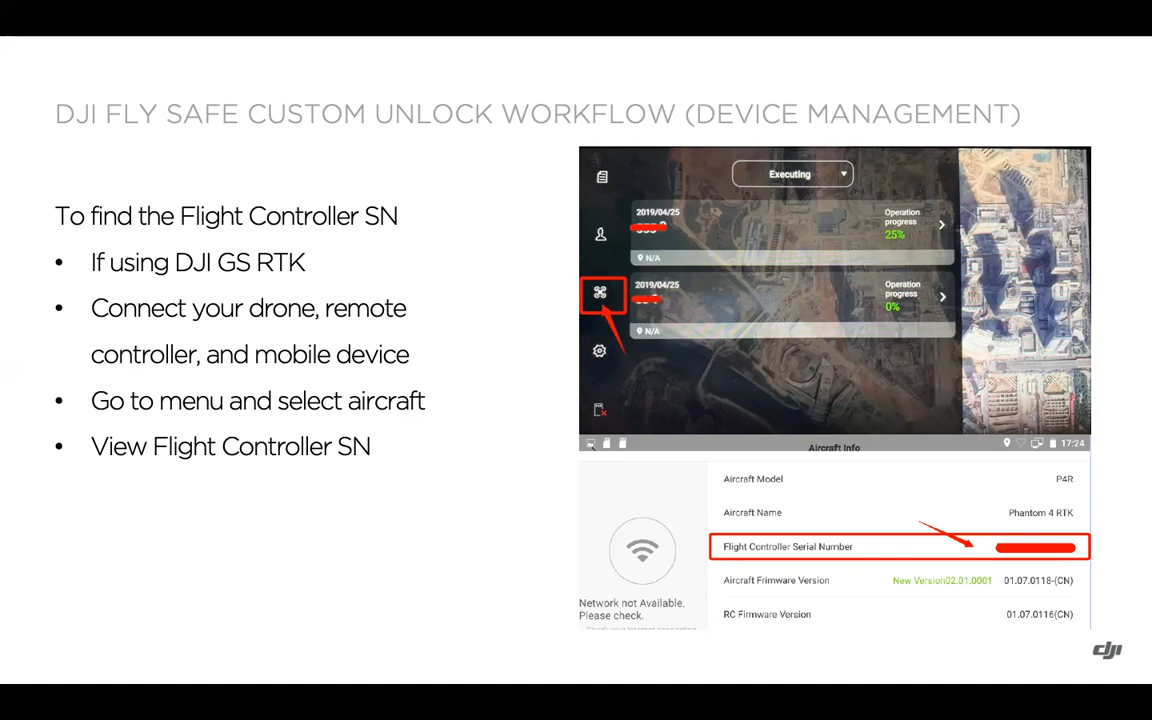 DJI FLY SAFE CUSTOM UNLOCK WORKFLOW (DEVICE MANAGEMENT)
To find the Flight Controller SN
• If using DJI GS RTK
• Connect your drone, remote
controller, and mobile device
• Go to menu and select aircraft
• View Flight Controller SN
Executing
2019/04/25
Operation
progress
25%
N/A
2019/04/25
Operation
progress
0%
N/A
17:24
Aircraft Info
Aircraft Model P4R
Aircraft Name Phantom 4 RTK
Flight Controller Serial Number
Aircraft Frimware Version New Version02.01.0001 01.07.0118-(CN)
RC Firmware Version 01.07.0116(CN)
Network not Available.
Please check.
dji